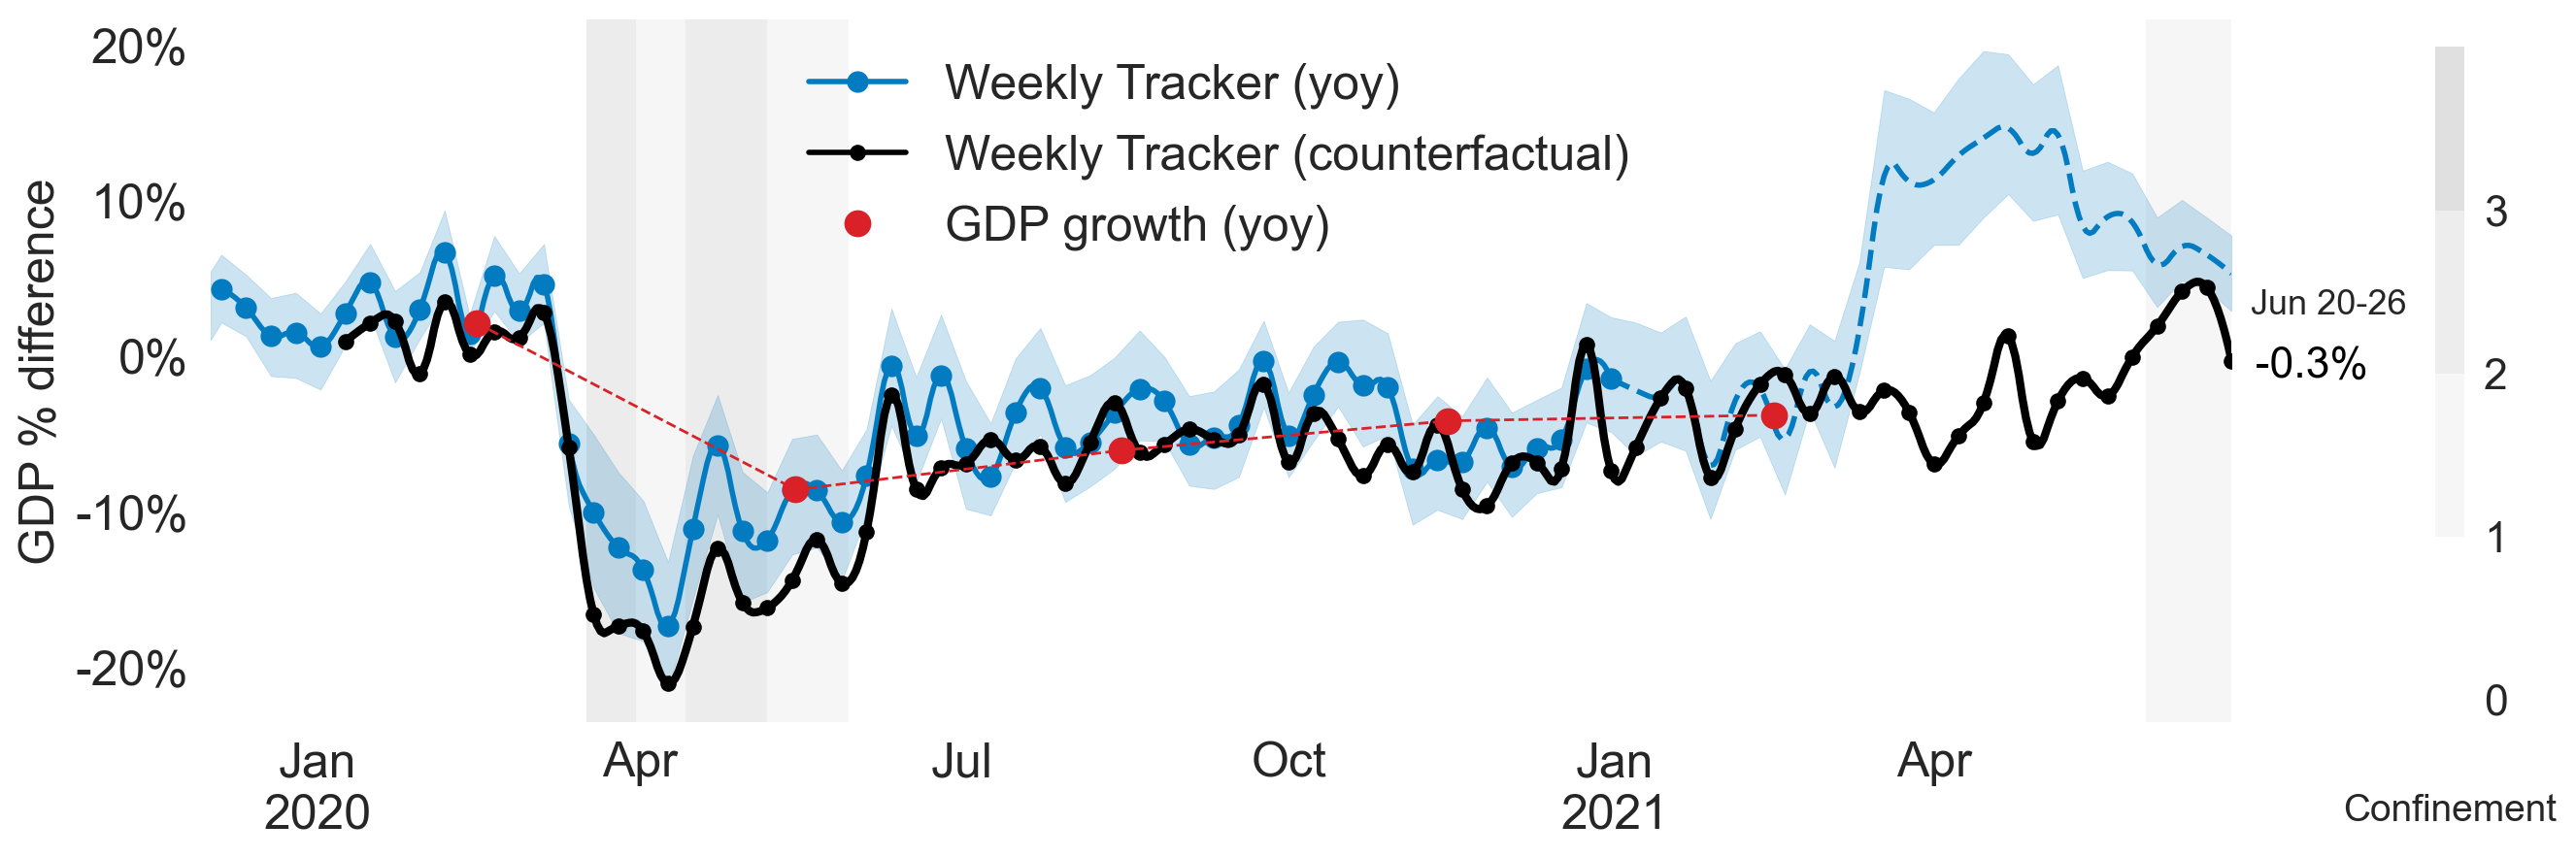 20%
10%
0%
-10%
-20%
GDP % difference
Weekly Tracker (yoy)
Weekly Tracker (counterfactual)
GDP growth (yoy)
Jun 20-26
-0.3%
3
2
1
0
Jan
2020
Apr
Jul
Oct
Jan
2021
Apr
Confinement